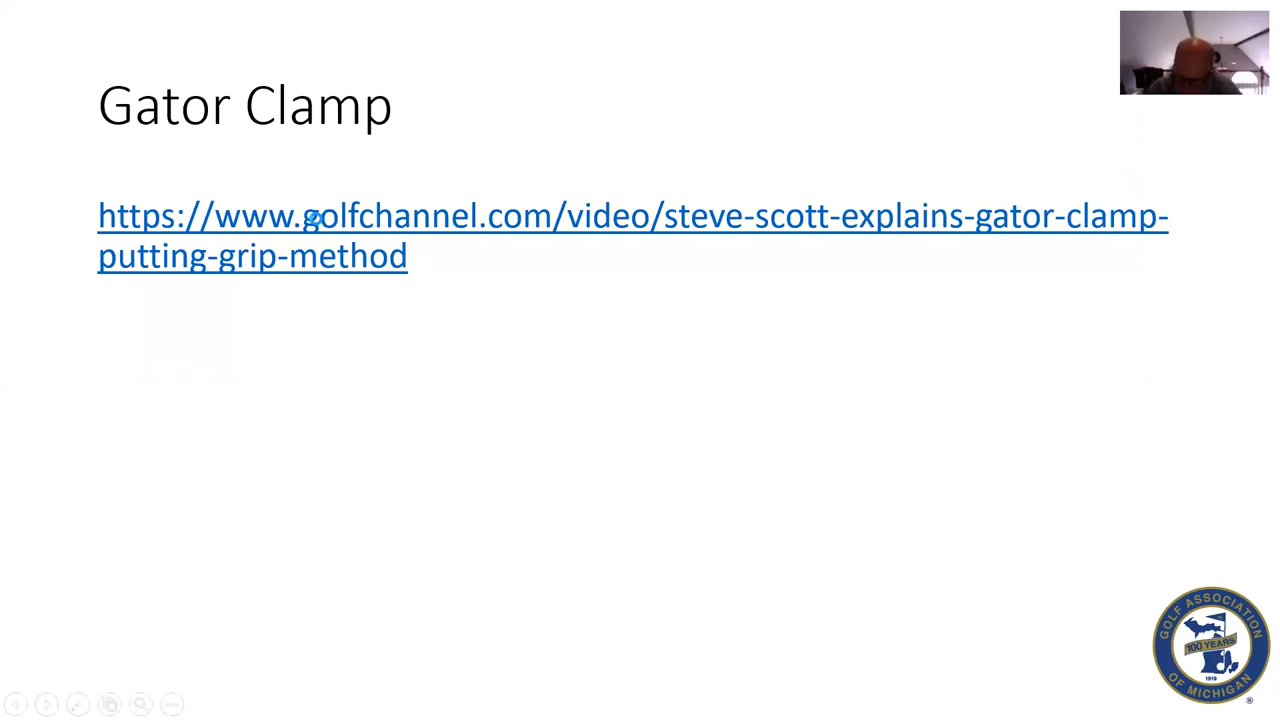 Gator Clamp
https://www.golfchannel.com/video/steve-scott-explains-gator-clamp-
putting-grip-method
GOLF ASSOCIATION
100 YEARS
1919
OF MICHIGAN
®